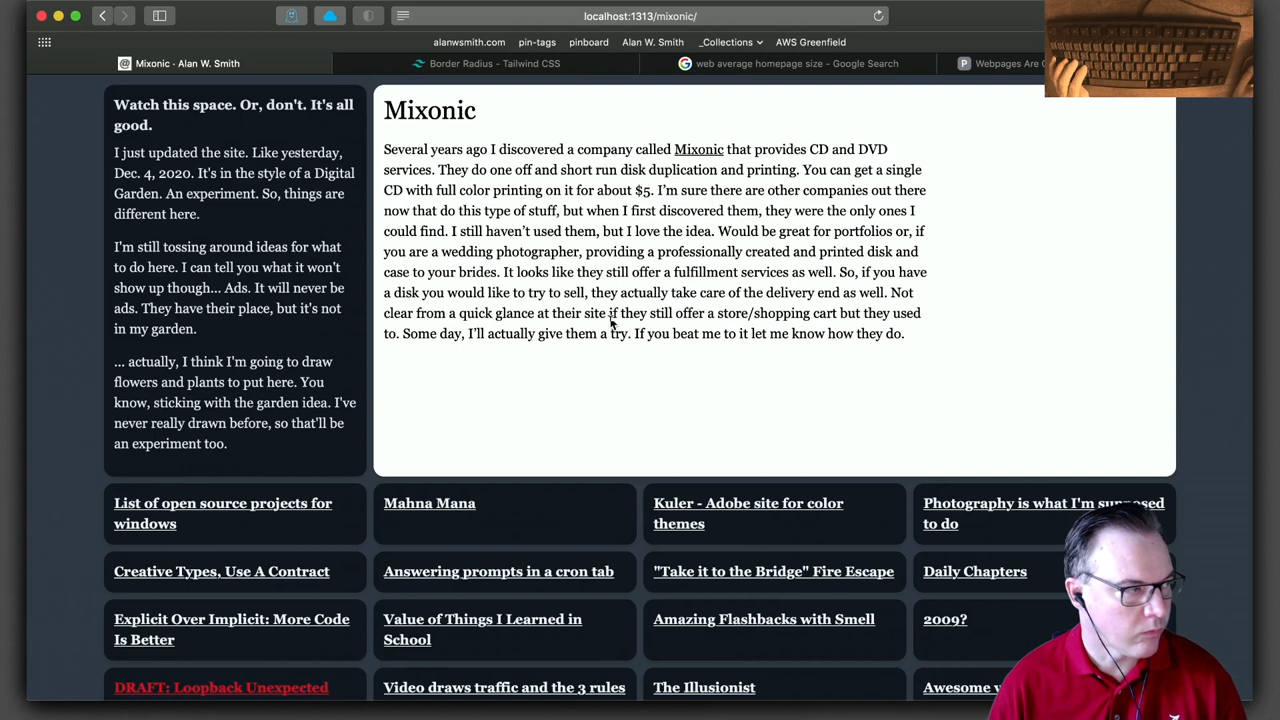 localhost:1313/mixonic/
alanwsmith.com pin-tags pinboard Alan W. Smith _Collections AWS Greenfield
@ Mixonic · Alan W. Smith
Border Radius - Tailwind CSS
G web average homepage size - Google Search
P Webpages Are
Watch this space. Or, don't. It's all
good.
I just updated the site. Like yesterday,
Dec. 4, 2020. It's in the style of a Digital
Garden. An experiment. So, things are
different here.
I'm still tossing around ideas for what
to do here. I can tell you what it won't
show up though... Ads. It will never be
ads. They have their place, but it's not
in my garden.
... actually, I think I'm going to draw
flowers and plants to put here. You
know, sticking with the garden idea. I've
never really drawn before, so that'll be
an experiment too.
Mixonic
Several years ago I discovered a company called Mixonic that provides CD and DVD
services. They do one off and short run disk duplication and printing. You can get a single
CD with full color printing on it for about $5. I’m sure there are other companies out there
now that do this type of stuff, but when I first discovered them, they were the only ones I
could find. I still haven’t used them, but I love the idea. Would be great for portfolios or, if
you are a wedding photographer, providing a professionally created and printed disk and
case to your brides. It looks like they still offer a fulfillment services as well. So, if you have
a disk you would like to try to sell, they actually take care of the delivery end as well. Not
clear from a quick glance at their site if they still offer a store/shopping cart but they used
to. Some day, I’ll actually give them a try. If you beat me to it let me know how they do.
List of open source projects for
windows
Mahna Mana
Kuler - Adobe site for color
themes
Photography is what I'm supposed
to do
Creative Types, Use A Contract
Answering prompts in a cron tab
"Take it to the Bridge" Fire Escape
Daily Chapters
Explicit Over Implicit: More Code
Is Better
Value of Things I Learned in
School
Amazing Flashbacks with Smell
2009?
DRAFT: Loopback Unexpected
Video draws traffic and the 3 rules
The Illusionist
Awesome